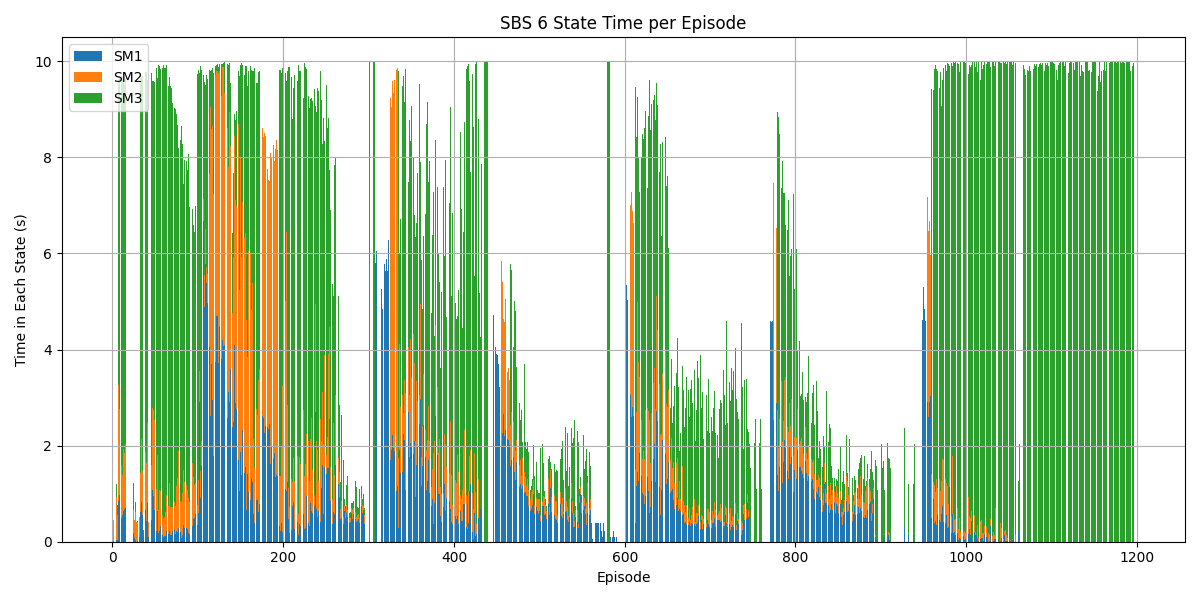 SBS 6 State Time per Episode
SM1
SM2
SM3
Time in Each State (s)
10
8
6
4
2
0
0 200 400 600 800 1000 1200
Episode